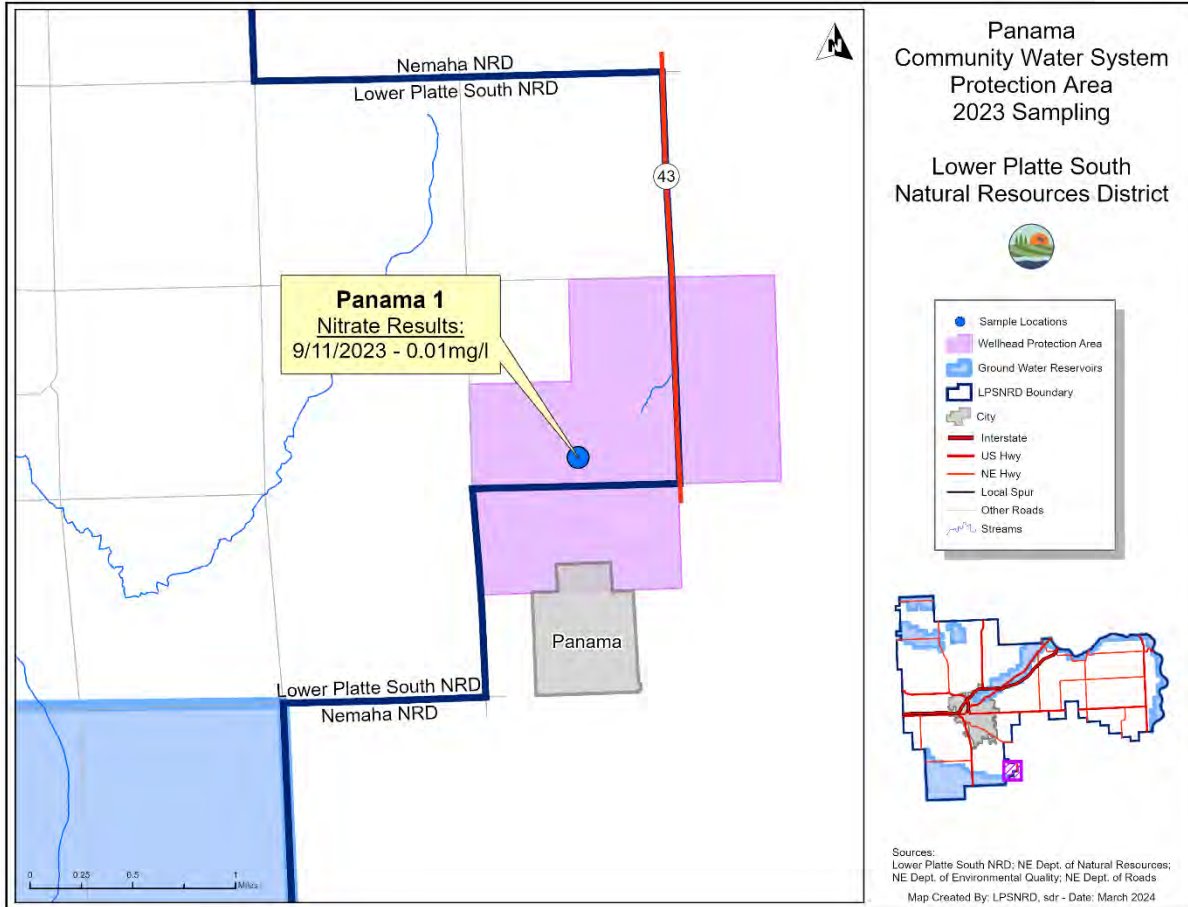 Nemaha NRD
Lower Platte South NRD
N
43
Panama 1
Nitrate Results:
9/11/2023 - 0.01mg/l
Panama
Lower Platte South NRD
Nemaha NRD
0 0.25 0.5 1
Miles
Panama
Community Water System
Protection Area
2023 Sampling
Lower Platte South
Natural Resources District
Sample Locations
Wellhead Protection Area
Ground Water Reservoirs
LPSNRD Boundary
City
Interstate
US Hwy
NE Hwy
Local Spur
Other Roads
Streams
Sources:
Lower Platte South NRD; NE Dept. of Natural Resources;
NE Dept. of Environmental Quality; NE Dept. of Roads
Map Created By: LPSNRD, sdr - Date: March 2024